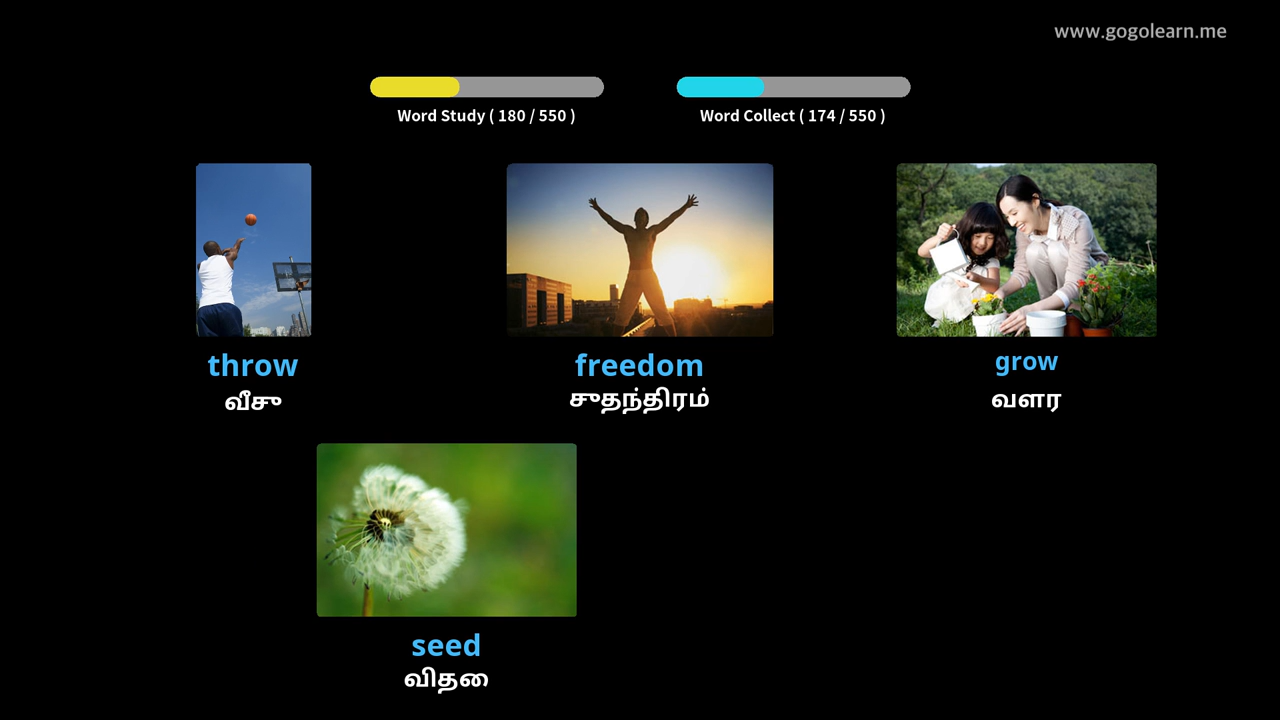 www.gogolearn.me
Word Study ( 180 / 550 )
Word Collect ( 174 / 550 )
throw
வீசு
freedom
சுதந்திரம்
grow
வளர
seed
விதை